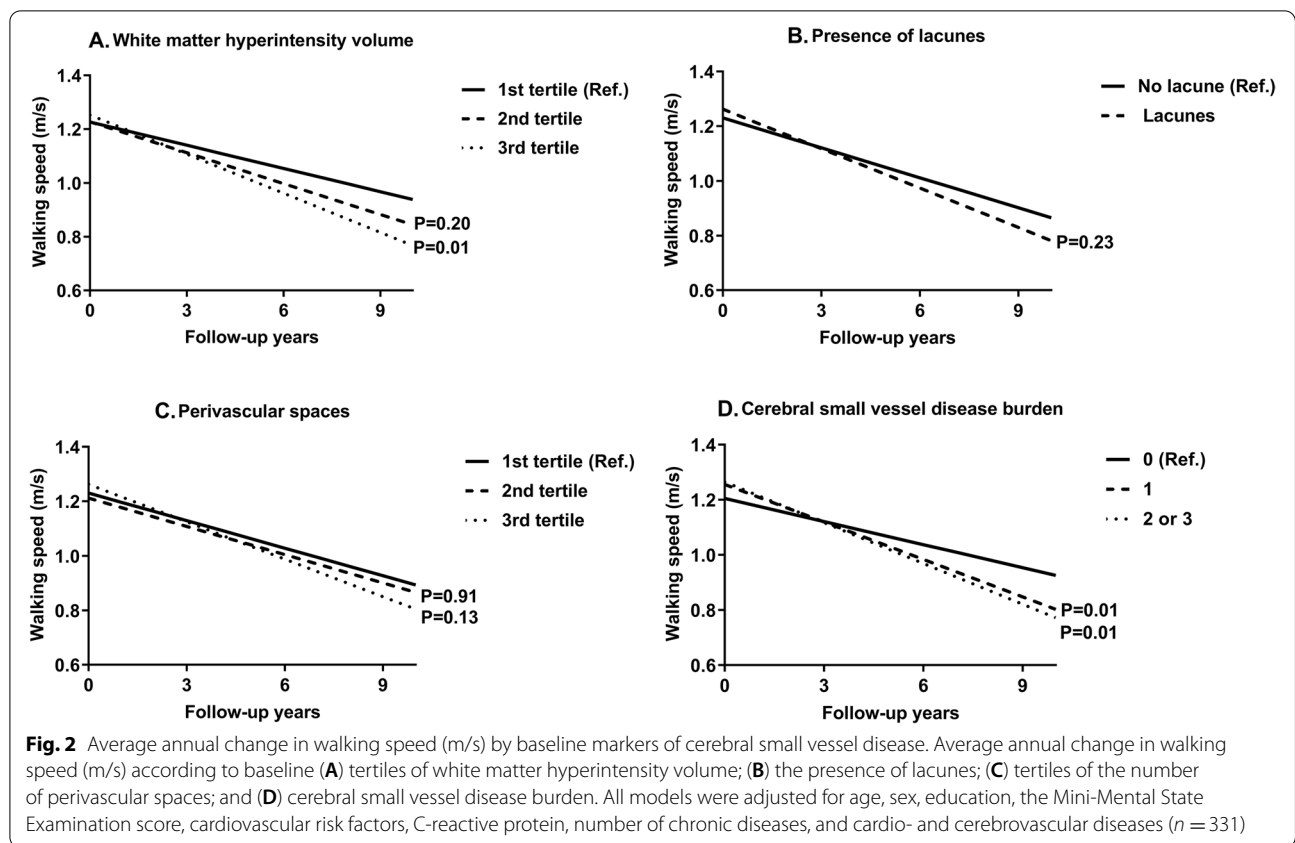 A. White matter hyperintensity volume
1.4
1.2
1.0
0.8
0.6
Walking speed (m/s)
0 3 6 9
Follow-up years
1st tertile (Ref.)
2nd tertile
3rd tertile
P=0.20
P=0.01
B. Presence of lacunes
1.4
1.2
1.0
0.8
0.6
Walking speed (m/s)
0 3 6 9
Follow-up years
No lacune (Ref.)
Lacunes
P=0.23
C. Perivascular spaces
1.4
1.2
1.0
0.8
0.6
Walking speed (m/s)
0 3 6 9
Follow-up years
1st tertile (Ref.)
2nd tertile
3rd tertile
P=0.91
P=0.13
D. Cerebral small vessel disease burden
1.4
1.2
1.0
0.8
0.6
Walking speed (m/s)
0 3 6 9
Follow-up years
0 (Ref.)
1
2 or 3
P=0.01
P=0.01
Fig. 2 Average annual change in walking speed (m/s) by baseline markers of cerebral small vessel disease. Average annual change in walking
speed (m/s) according to baseline (A) tertiles of white matter hyperintensity volume; (B) the presence of lacunes; (C) tertiles of the number
of perivascular spaces; and (D) cerebral small vessel disease burden. All models were adjusted for age, sex, education, the Mini-Mental State
Examination score, cardiovascular risk factors, C-reactive protein, number of chronic diseases, and cardio- and cerebrovascular diseases (n = 331)